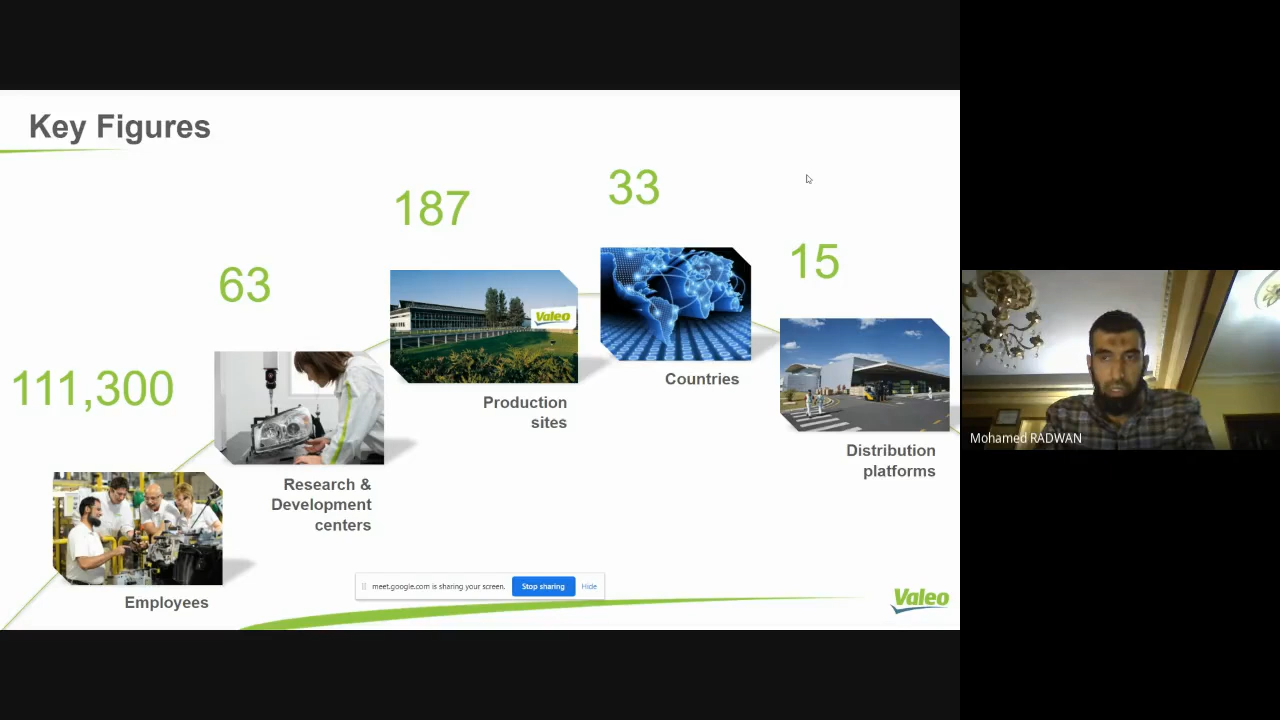 Key Figures
111,300
Employees
63
Research &
Development
centers
187
Valeo
Production
sites
33
Countries
15
Distribution
platforms
meet.google.com is sharing your screen.
Stop sharing
Hide
Valeo
Mohamed RADWAN